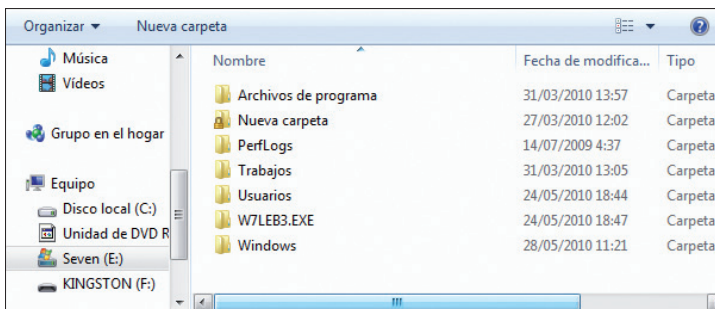 Organizar Nueva carpeta
Música
Vídeos
Grupo en el hogar
Equipo
Disco local (C:)
Unidad de DVD R
Seven (E:)
KINGSTON (F:)
Nombre Fecha de modifica... Tipo
Archivos de programa 31/03/2010 13:57 Carpeta
Nueva carpeta 27/03/2010 12:02 Carpeta
PerfLogs 14/07/2009 4:37 Carpeta
Trabajos 31/03/2010 13:05 Carpeta
Usuarios 24/05/2010 18:44 Carpeta
W7LEB3.EXE 24/05/2010 18:47 Carpeta
Windows 28/05/2010 11:21 Carpeta